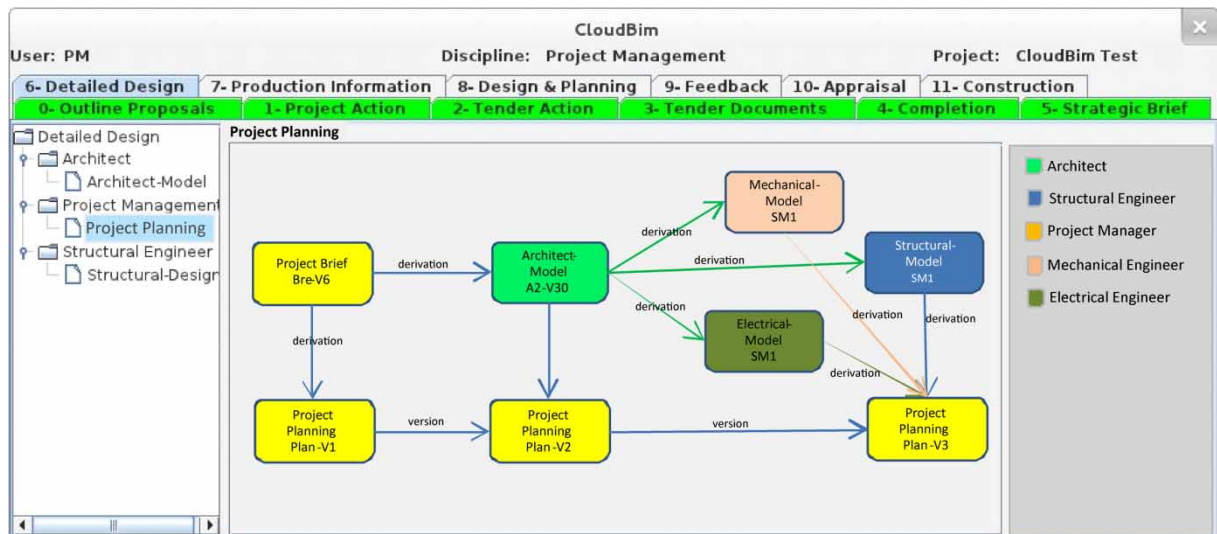 CloudBim
User: PM
Discipline: Project Management
Project: CloudBim Test
6- Detailed Design
7- Production Information
8- Design & Planning
9- Feedback
10- Appraisal
11- Construction
0- Outline Proposals
1- Project Action
2- Tender Action
3- Tender Documents
4- Completion
5- Strategic Brief
Detailed Design
Architect
Architect-Model
Project Management
Project Planning
Structural Engineer
Structural-Design
Project Planning
Project Brief
Bre-V6
derivation
Architect-
Model
A2-V30
derivation
Mechanical-
Model
SM1
derivation
Structural-
Model
SM1
derivation
Electrical-
Model
SM1
derivation
derivation
derivation
derivation
Project
Planning
Plan-V1
version
Project
Planning
Plan-V2
version
Project
Planning
Plan-V3
Architect
Structural Engineer
Project Manager
Mechanical Engineer
Electrical Engineer